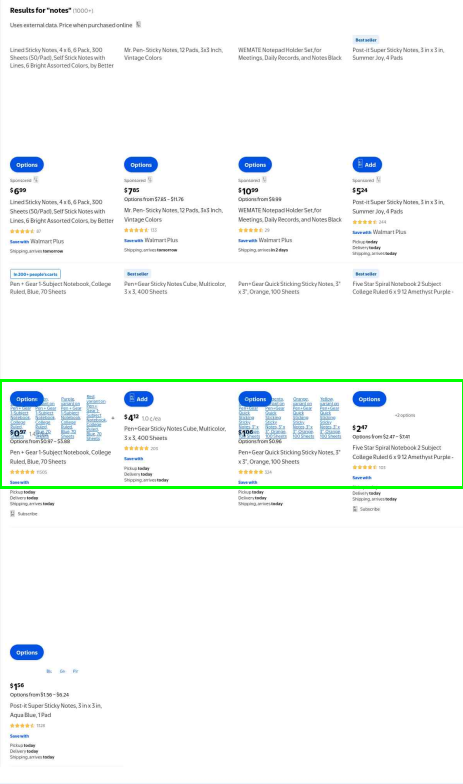 Results for "notes" (1000+)
Uses external data. Price when purchased online
Best seller
Lined Sticky Notes, 4 x 6, 6 Pack, 300
Sheets (50/Pad), Self Stick Notes with
Lines, 6 Bright Assorted Colors, by Better
Mr. Pen- Sticky Notes, 12 Pads, 3x3 Inch,
Vintage Colors
WEMATE Notepad Holder Set,for
Meetings, Daily Records, and Notes Black
Post-it Super Sticky Notes, 3 in x 3 in,
Summer Joy, 4 Pads
Options
Options
Options
Add
Sponsored
$6.99
Lined Sticky Notes, 4 x 6, 6 Pack, 300
Sheets (50/Pad), Self Stick Notes with
Lines, 6 Bright Assorted Colors, by Better
87
Save with Walmart Plus
Shipping, arrives tomorrow
Sponsored
$7.85
Options from $7.85 – $11.76
Mr. Pen- Sticky Notes, 12 Pads, 3x3 Inch,
Vintage Colors
Save with Walmart Plus
Shipping, arrives tomorrow
Sponsored
$10.99
Options from $9.99
WEMATE Notepad Holder Set,for
Meetings, Daily Records, and Notes Black
Save with Walmart Plus
Shipping, arrives in 2 days
Sponsored
$5.24
Post-it Super Sticky Notes, 3 in x 3 in,
Summer Joy, 4 Pads
244
Save with Walmart Plus
Pickup today
Delivery today
Shipping, arrives today
In 200+ people's carts
Pen + Gear 1-Subject Notebook, College
Ruled, Blue, 70 Sheets
Best seller
Pen+Gear Sticky Notes Cube, Multicolor,
3 x 3, 400 Sheets
Pen+Gear Quick Sticking Sticky Notes, 3"
x 3", Orange, 100 Sheets
Best seller
Five Star Spiral Notebook 2 Subject
College Ruled 6 x 9 1/2 Amethyst Purple -
Options
$0.97
Options from $0.97 – $5.88
Pen + Gear 1-Subject Notebook, College
Ruled, Blue, 70 Sheets
Save with
Pickup today
Delivery today
Shipping, arrives today
Subscribe
Add
$4.12 1.0 ¢/ea
Pen+Gear Sticky Notes Cube, Multicolor,
3 x 3, 400 Sheets
Save with
Pickup today
Delivery today
Shipping, arrives today
Options
Options from $0.96
Pen+Gear Quick Sticking Sticky Notes, 3"
x 3", Orange, 100 Sheets
Save with
Pickup today
Delivery today
Shipping, arrives today
Options
+2 options
$2.47
Options from $2.47 – $7.41
Five Star Spiral Notebook 2 Subject
College Ruled 6 x 9 1/2 Amethyst Purple -
Save with
Delivery today
Shipping, arrives today
Subscribe
Options
$1.56
Options from $1.56 – $6.24
Post-it Super Sticky Notes, 3 in x 3 in,
Aqua Blue, 1 Pad
Save with
Pickup today
Delivery today
Shipping, arrives today